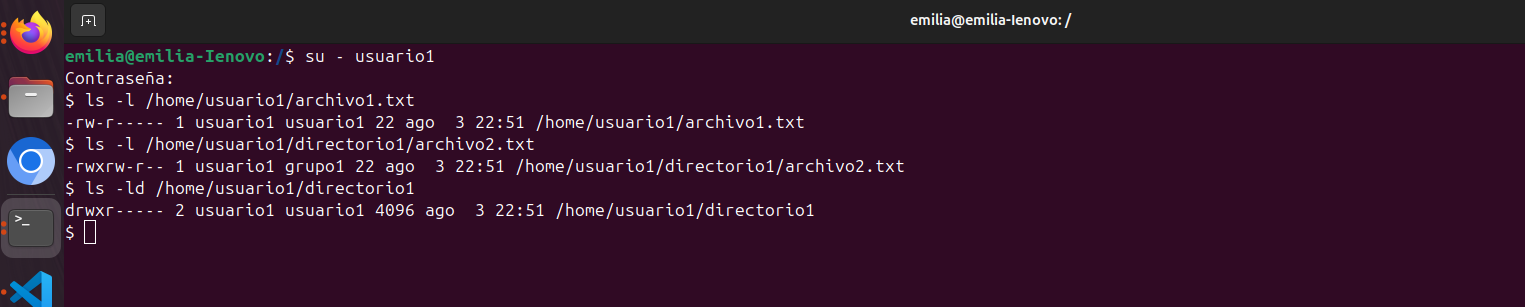 emilia@emilia-Ienovo: /
emilia@emilia-Ienovo:/$ su - usuario1
Contraseña:
$ ls -l /home/usuario1/archivo1.txt
-rw-r----- 1 usuario1 usuario1 22 ago  3 22:51 /home/usuario1/archivo1.txt
$ ls -l /home/usuario1/directorio1/archivo2.txt
-rwxrw-r-- 1 usuario1 grupo1 22 ago  3 22:51 /home/usuario1/directorio1/archivo2.txt
$ ls -ld /home/usuario1/directorio1
drwxr----- 2 usuario1 usuario1 4096 ago  3 22:51 /home/usuario1/directorio1
$